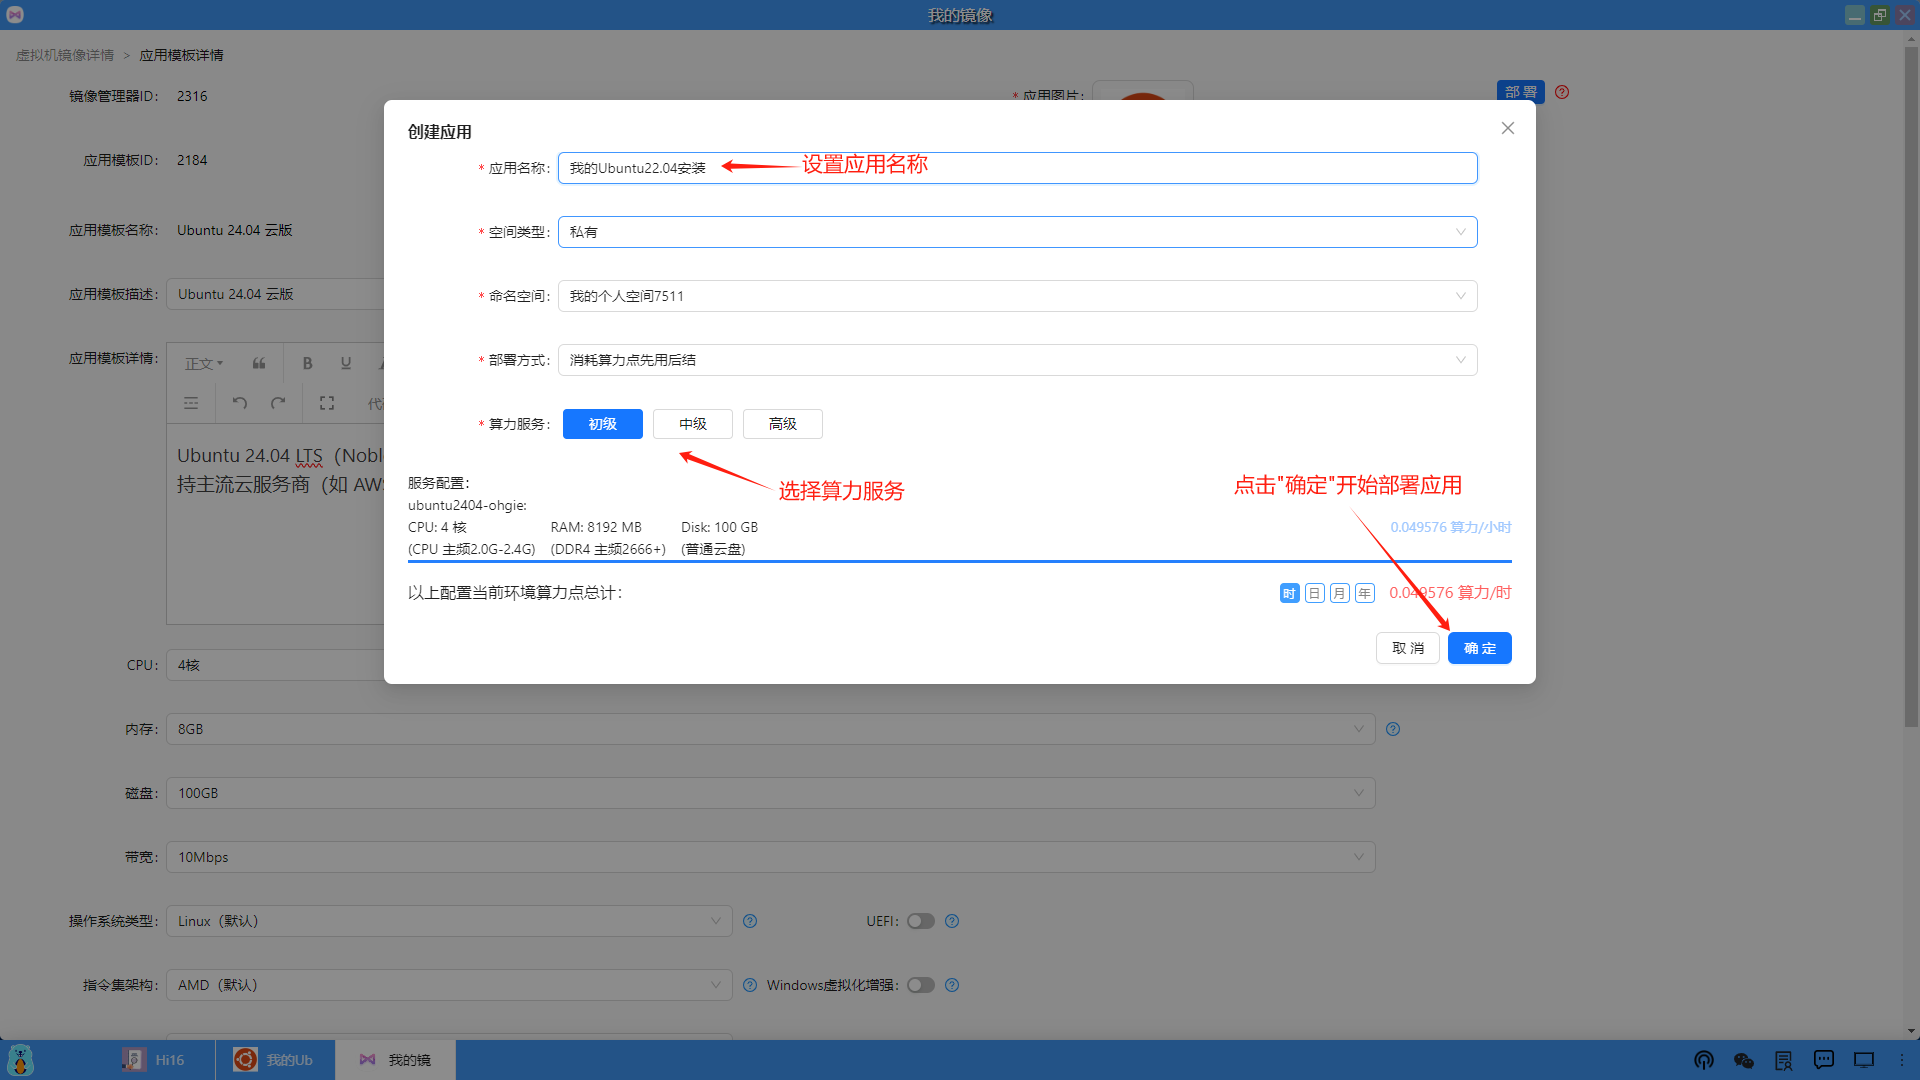 我的镜像
虚拟机镜像详情 > 应用模板详情
镜像管理器ID: 2316
* 应用图片:
部 署
应用模板ID: 2184
应用模板名称: Ubuntu 24.04 云版
应用模板描述: Ubuntu 24.04 云版
应用模板详情: 正文
B U
Ubuntu 24.04 LTS（Nobl
持主流云服务商（如 AWS
创建应用
* 应用名称: 我的Ubuntu22.04安装
设置应用名称
* 空间类型: 私有
* 命名空间: 我的个人空间7511
* 部署方式: 消耗算力点先用后结
* 算力服务: 初级 中级 高级
选择算力服务
点击"确定"开始部署应用
服务配置:
ubuntu2404-ohgie:
CPU: 4 核 RAM: 8192 MB Disk: 100 GB
0.049576 算力/小时
(CPU 主频2.0G-2.4G) (DDR4 主频2666+) (普通云盘)
以上配置当前环境算力点总计: 时 日 月 年 0.049576 算力/时
取 消 确 定
CPU: 4核
内存: 8GB
磁盘: 100GB
带宽: 10Mbps
操作系统类型: Linux（默认） UEFI:
指令集架构: AMD（默认） Windows虚拟化增强:
Hi16 我的Ub 我的镜